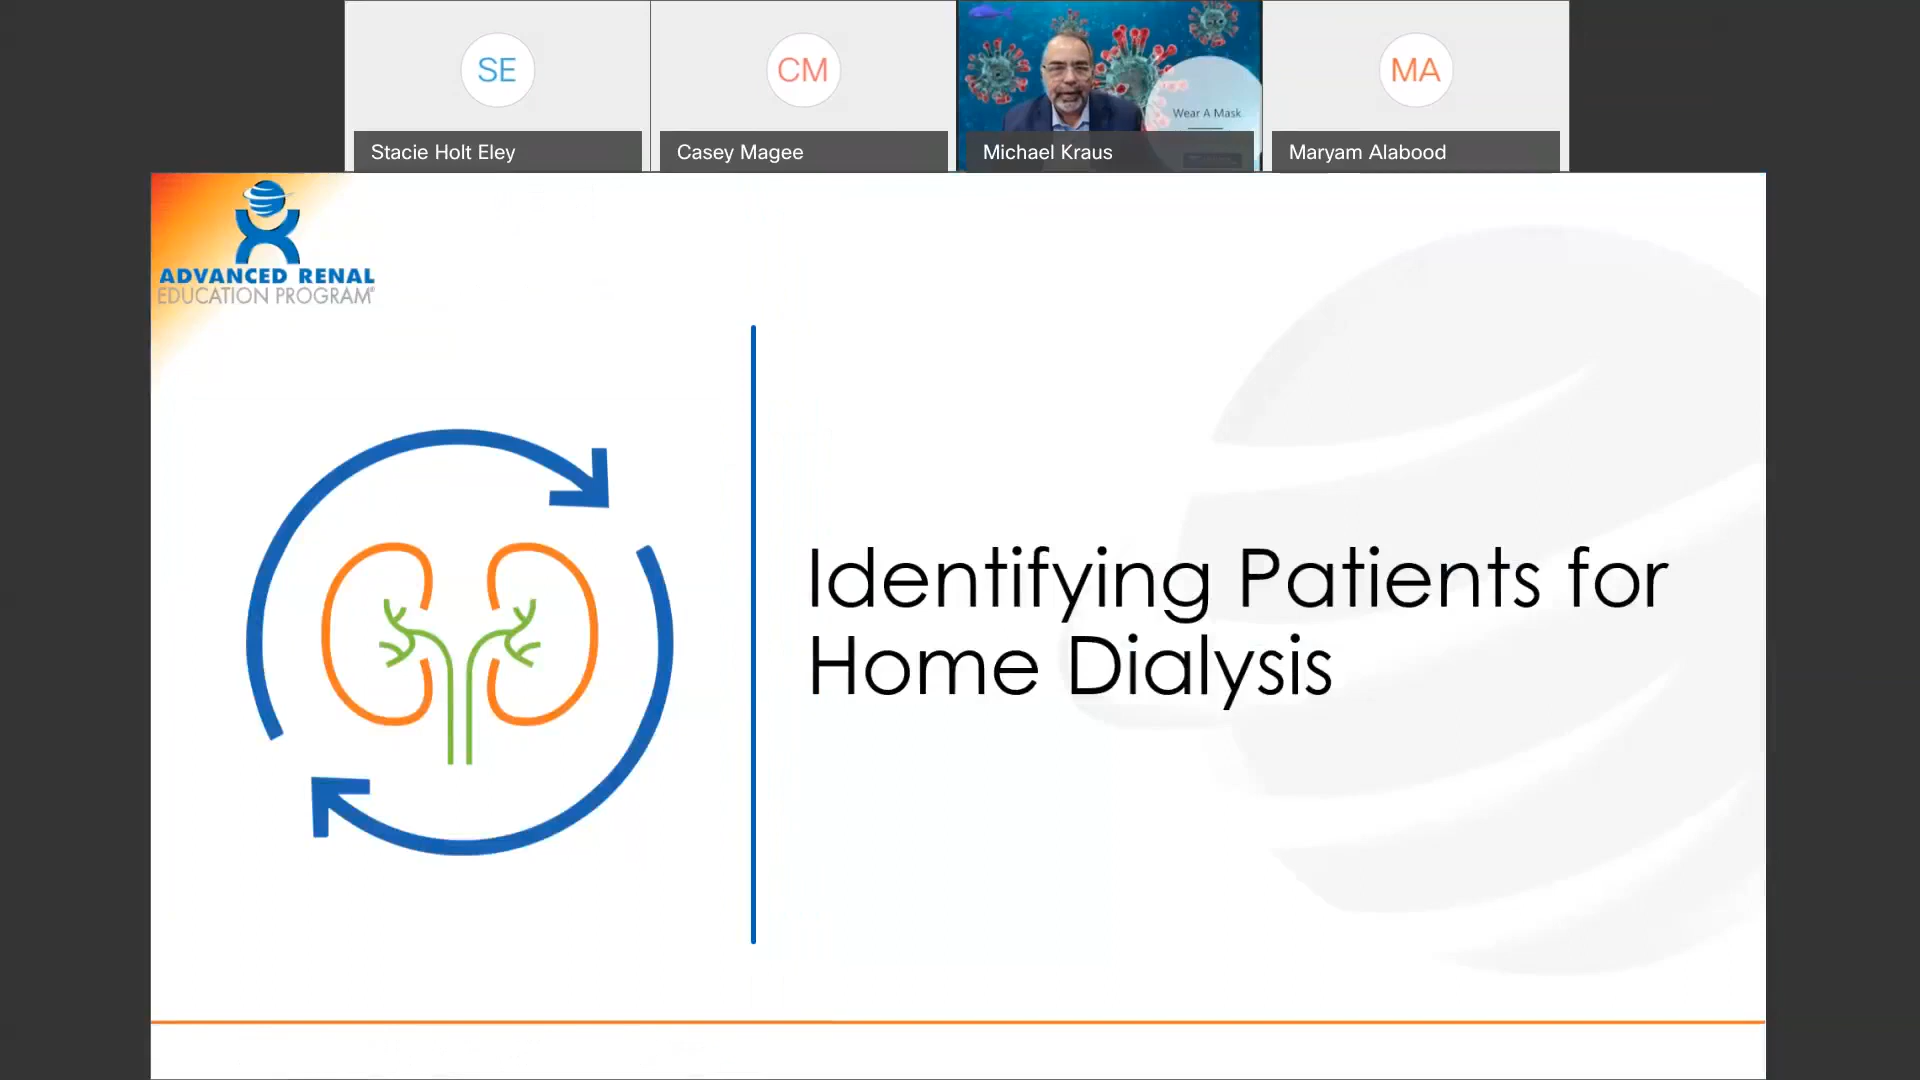 SE
CM
MA
Wear A Mask
Stacie Holt Eley
Casey Magee
Michael Kraus
Maryam Alabood
ADVANCED RENAL
EDUCATION PROGRAM®
Identifying Patients for
Home Dialysis